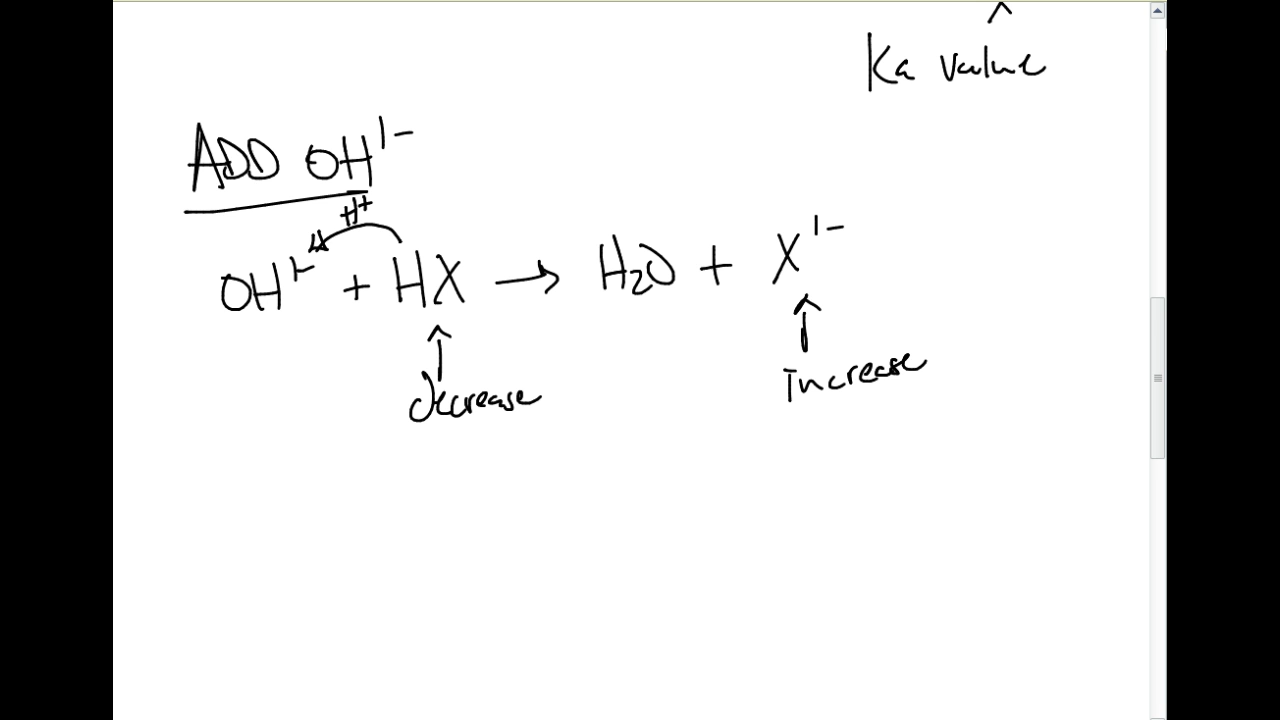 Ka value
ADD OH¹⁻
H⁺
OH¹⁻ + HX → H₂O + X¹⁻
decrease
increase